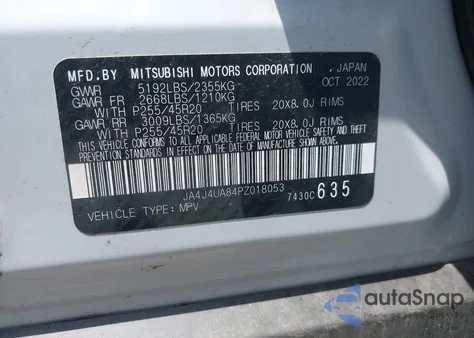 MFD.BY MITSUBISHI MOTORS CORPORATION , JAPAN
GVWR 5192LBS/2355KG OCT 2022
GAWR FR 2668LBS/1210KG
WITH P255/45R20 TIRES 20X8.0J RIMS
GAWR RR 3009LBS/1365KG
WITH P255/45R20 TIRES 20X8.0J RIMS
THIS VEHICLE CONFORMS TO ALL APPLICABLE FEDERAL
MOTOR VEHICLE SAFETY, BUMPER, AND THEFT PREVENTION
STANDARDS IN EFFECT ON THE DATE OF MANUFACTURE
SHOWN ABOVE.
JA4J4UA84PZ018053
7430C 635
VEHICLE TYPE: MPV
autoSnap